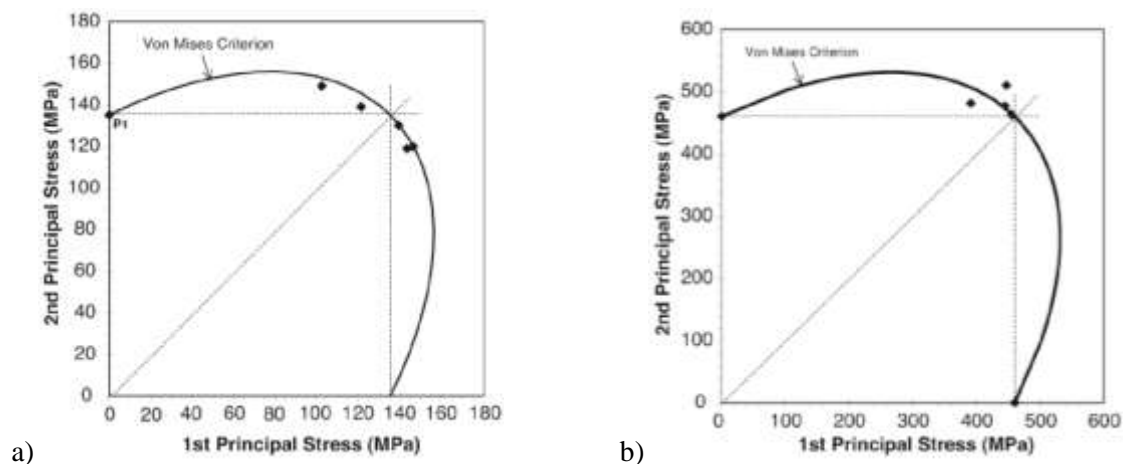 180
160
140
120
100
80
60
40
20
0
2nd Principal Stress (MPa)
Von Mises Criterion
P1
0 20 40 60 80 100 120 140 160 180
1st Principal Stress (MPa)
a)
600
500
400
300
200
100
0
2nd Principal Stress (MPa)
Von Mises Criterion
0 100 200 300 400 500 600
1st Principal Stress (MPa)
b)